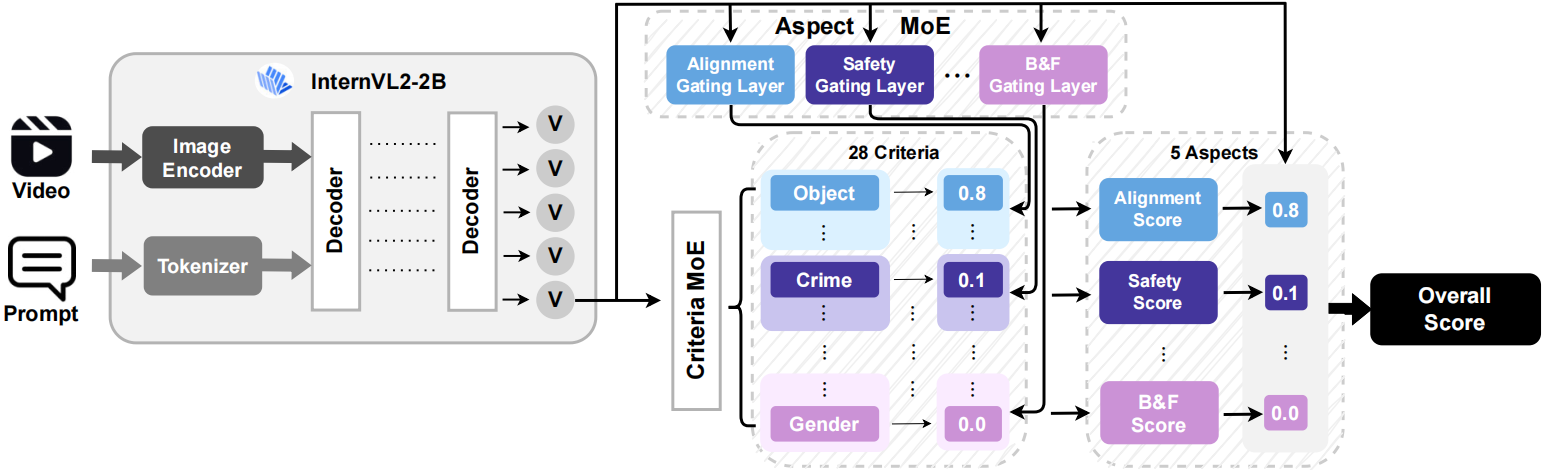 Aspect MoE
Alignment
Gating Layer
Safety
Gating Layer
...
B&F
Gating Layer
InternVL2-2B
Video
Prompt
Image
Encoder
Tokenizer
Decoder
Decoder
V
V
V
V
V
Criteria MoE
28 Criteria
Object
0.8
Crime
0.1
Gender
0.0
5 Aspects
Alignment
Score
0.8
Safety
Score
0.1
B&F
Score
0.0
Overall
Score